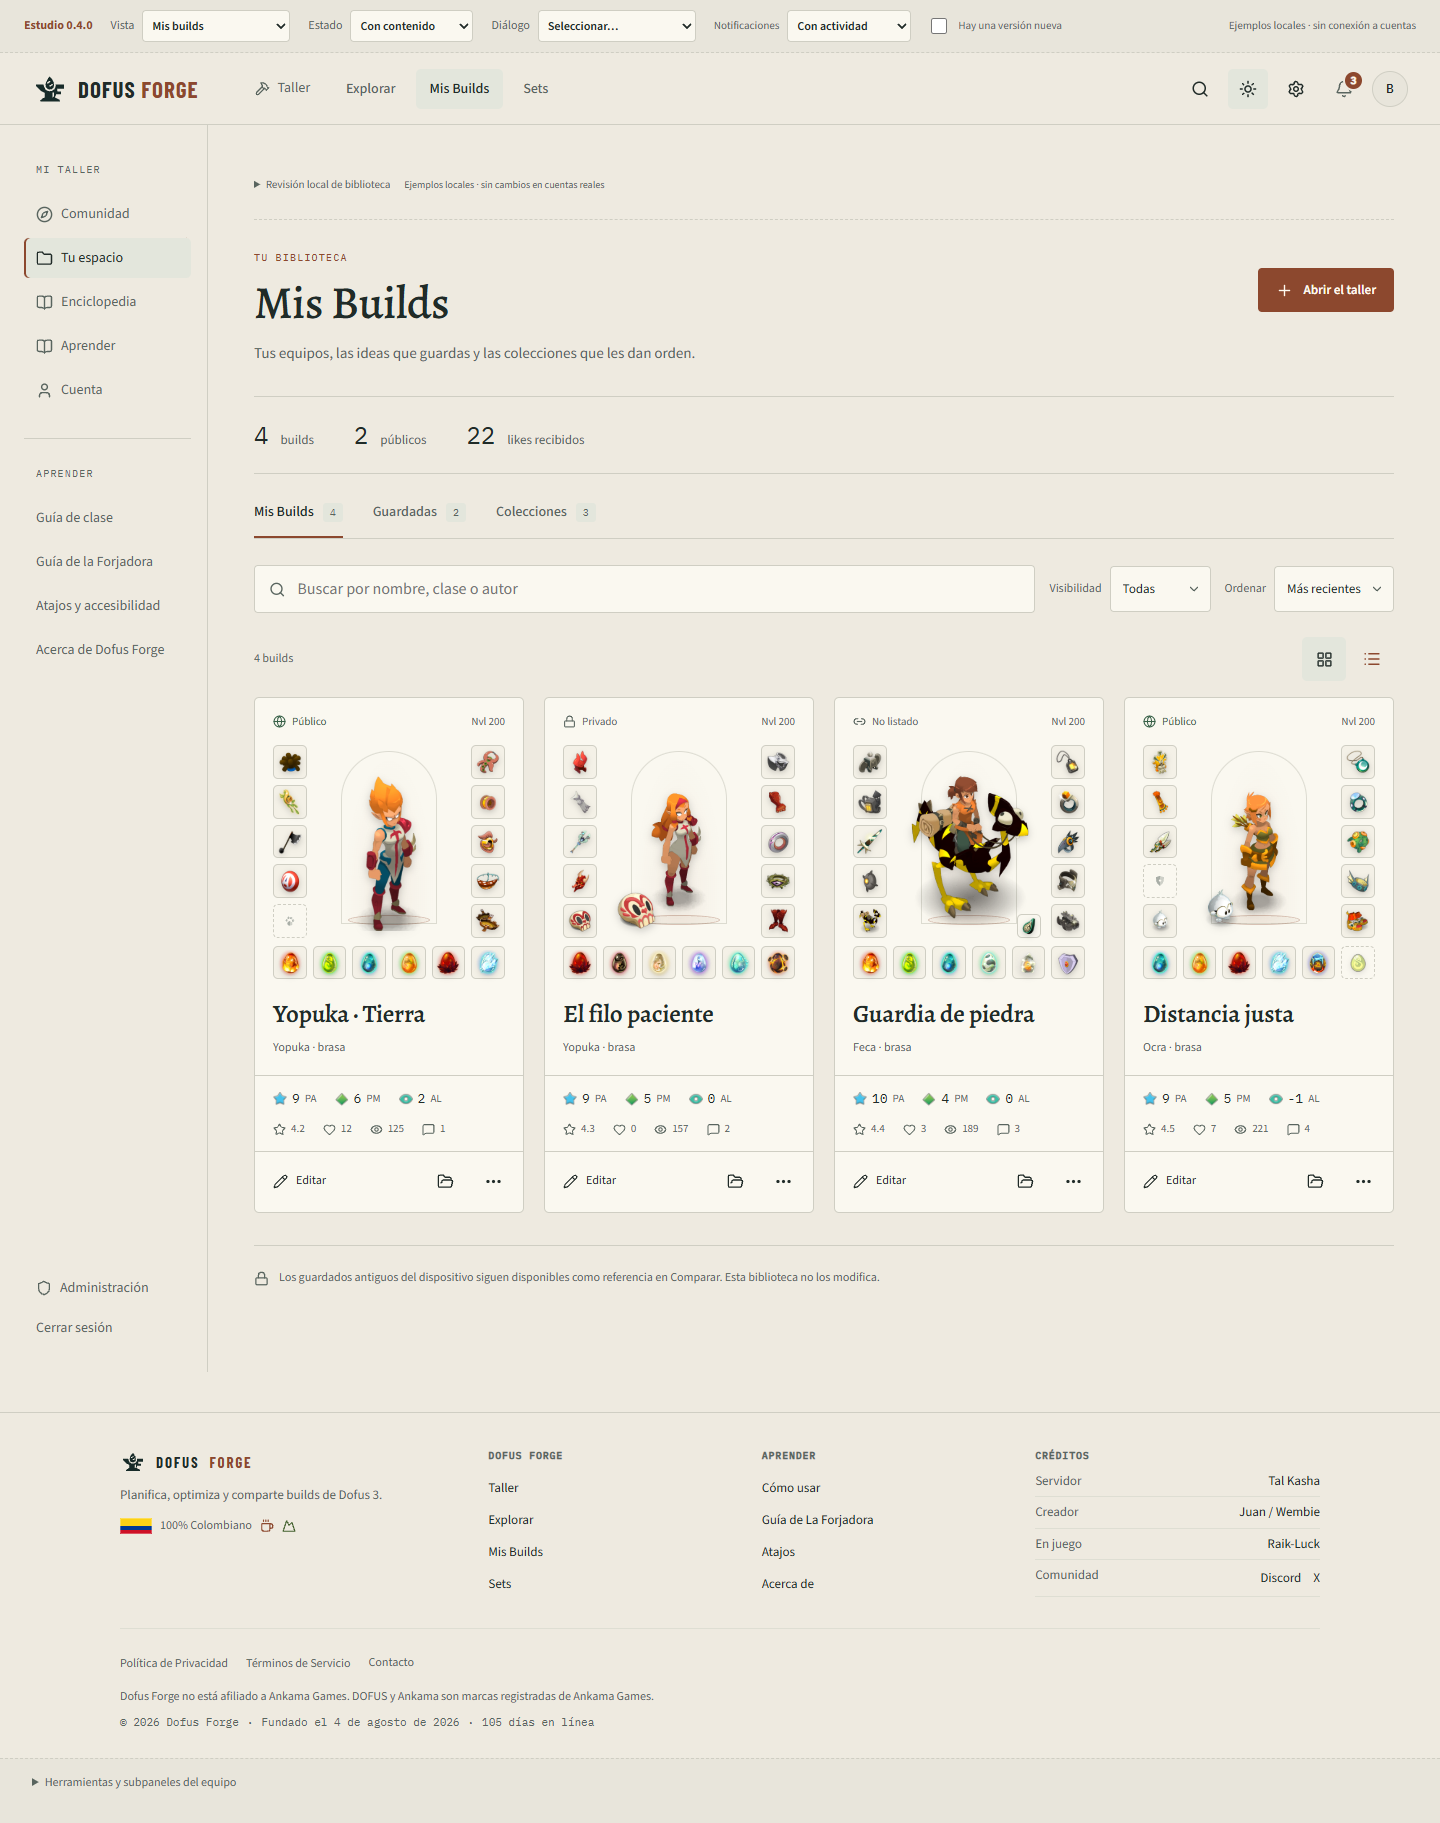 Estudio 0.4.0 Vista Mis builds Estado Con contenido Diálogo Seleccionar... Notificaciones Con actividad Hay una versión nueva Ejemplos locales · sin conexión a cuentas
DOFUS FORGE Taller Explorar Mis Builds Sets 3 B
MI TALLER
Comunidad
Tu espacio
Enciclopedia
Aprender
Cuenta
APRENDER
Guía de clase
Guía de la Forjadora
Atajos y accesibilidad
Acerca de Dofus Forge
Administración
Cerrar sesión
Revisión local de biblioteca Ejemplos locales · sin cambios en cuentas reales
TU BIBLIOTECA
Mis Builds
Abrir el taller
Tus equipos, las ideas que guardas y las colecciones que les dan orden.
4 builds 2 públicos 22 likes recibidos
Mis Builds 4 Guardadas 2 Colecciones 3
Buscar por nombre, clase o autor Visibilidad Todas Ordenar Más recientes
4 builds
Público Nvl 200
Yopuka · Tierra
Yopuka · brasa
9 PA 6 PM 2 AL
4.2 12 125 1
Editar
Privado Nvl 200
El filo paciente
Yopuka · brasa
9 PA 5 PM 0 AL
4.3 0 157 2
Editar
No listado Nvl 200
Guardia de piedra
Feca · brasa
10 PA 4 PM 0 AL
4.4 3 189 3
Editar
Público Nvl 200
Distancia justa
Ocra · brasa
9 PA 5 PM -1 AL
4.5 7 221 4
Editar
Los guardados antiguos del dispositivo siguen disponibles como referencia en Comparar. Esta biblioteca no los modifica.
DOFUS FORGE
Planifica, optimiza y comparte builds de Dofus 3.
100% Colombiano
DOFUS FORGE
Taller
Explorar
Mis Builds
Sets
APRENDER
Cómo usar
Guía de La Forjadora
Atajos
Acerca de
CRÉDITOS
Servidor Tal Kasha
Creador Juan / Wembie
En juego Raik-Luck
Comunidad Discord X
Política de Privacidad Términos de Servicio Contacto
Dofus Forge no está afiliado a Ankama Games. DOFUS y Ankama son marcas registradas de Ankama Games.
© 2026 Dofus Forge · Fundado el 4 de agosto de 2026 · 105 días en línea
Herramientas y subpaneles del equipo